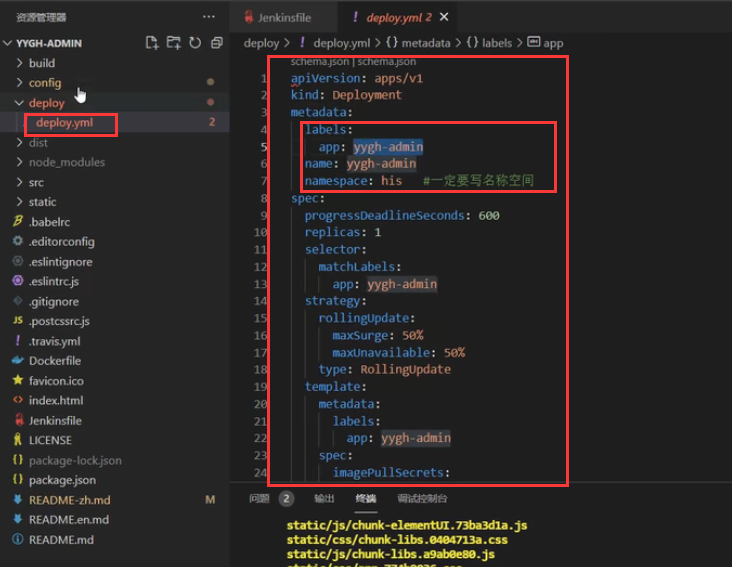 资源管理器
YYGH-ADMIN
build
config
deploy
deploy.yml 2
dist
node_modules
src
static
.babelrc
.editorconfig
.eslintignore
.eslintrc.js
.gitignore
.postcssrc.js
.travis.yml
Dockerfile
favicon.ico
index.html
Jenkinsfile
LICENSE
package-lock.json
package.json
README-zh.md M
README.en.md
README.md
Jenkinsfile
deploy.yml 2
deploy > deploy.yml > {} metadata > {} labels > app
schema.json | schema.json
1 apiVersion: apps/v1
2 kind: Deployment
3 metadata:
4 labels:
5 app: yygh-admin
6 name: yygh-admin
7 namespace: his #一定要写名称空间
8 spec:
9 progressDeadlineSeconds: 600
10 replicas: 1
11 selector:
12 matchLabels:
13 app: yygh-admin
14 strategy:
15 rollingUpdate:
16 maxSurge: 50%
17 maxUnavailable: 50%
18 type: RollingUpdate
19 template:
20 metadata:
21 labels:
22 app: yygh-admin
23 spec:
24 imagePullSecrets:
问题 2 输出 终端 调试控制台
static/js/chunk-elementUI.73ba3d1a.js
static/css/chunk-libs.0404713a.css
static/js/chunk-libs.a9ab0e80.js